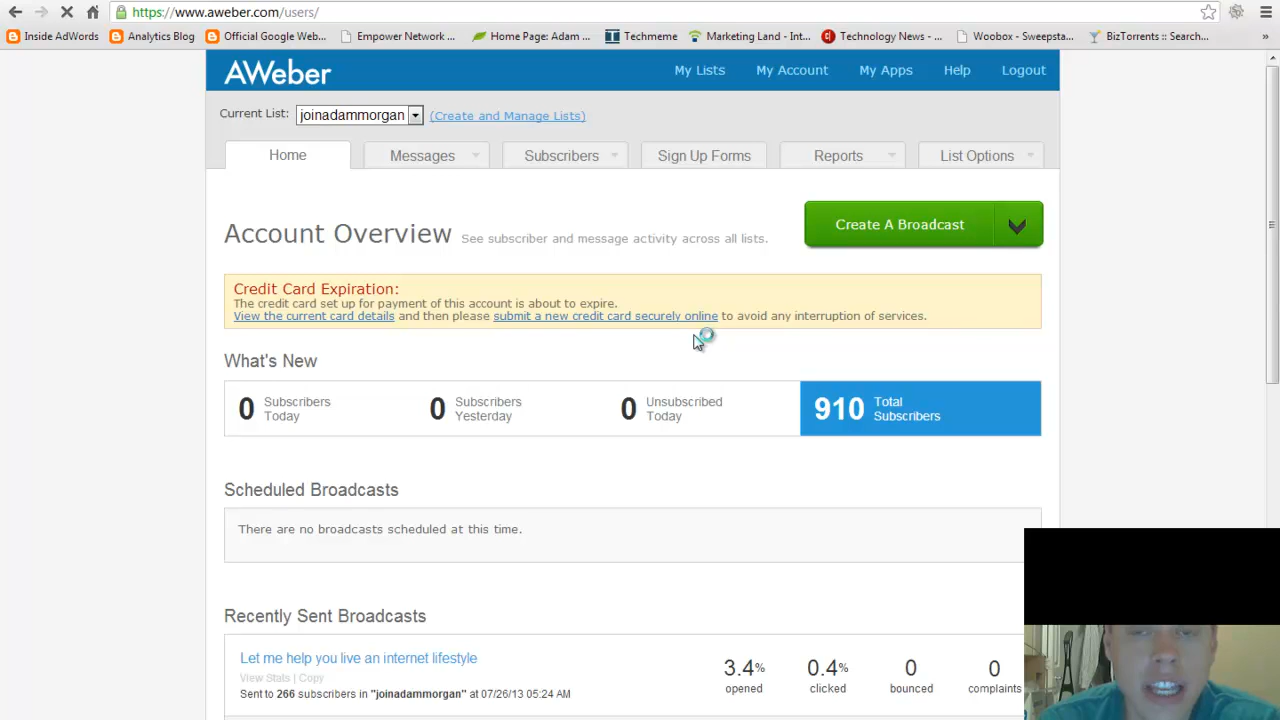 https://www.aweber.com/users/
Inside AdWords Analytics Blog Official Google Web... Empower Network ... Home Page: Adam ... Techmeme Marketing Land - Int... Technology News - ... Woobox - Sweepsta... BizTorrents :: Search... »
AWeber My Lists My Account My Apps Help Logout
Current List: joinadammorgan (Create and Manage Lists)
Home Messages Subscribers Sign Up Forms Reports List Options
Account Overview See subscriber and message activity across all lists. Create A Broadcast
Credit Card Expiration:
The credit card set up for payment of this account is about to expire.
View the current card details and then please submit a new credit card securely online to avoid any interruption of services.
What's New
0 Subscribers Today 0 Subscribers Yesterday 0 Unsubscribed Today 910 Total Subscribers
Scheduled Broadcasts
There are no broadcasts scheduled at this time.
Recently Sent Broadcasts
Let me help you live an internet lifestyle
View Stats | Copy
Sent to 266 subscribers in "joinadammorgan" at 07/26/13 05:24 AM
3.4% opened 0.4% clicked 0 bounced 0 complaints